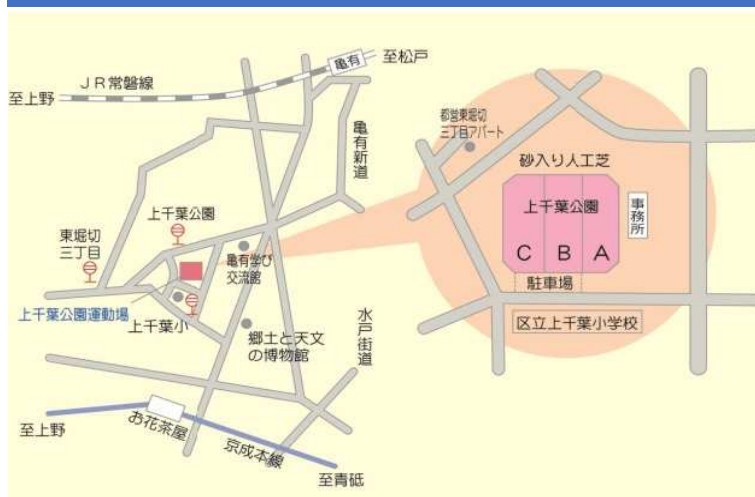 ＪＲ常磐線
亀有
至松戸
至上野
亀有新道
上千葉公園
東堀切
三丁目
亀有学び
交流館
上千葉公園運動場
上千葉小
郷土と天文
の博物館
水戸街道
至上野
お花茶屋
京成本線
至青砥
都営東堀切
三丁目アパート
砂入り人工芝
上千葉公園
C B A
事務所
駐車場
区立上千葉小学校